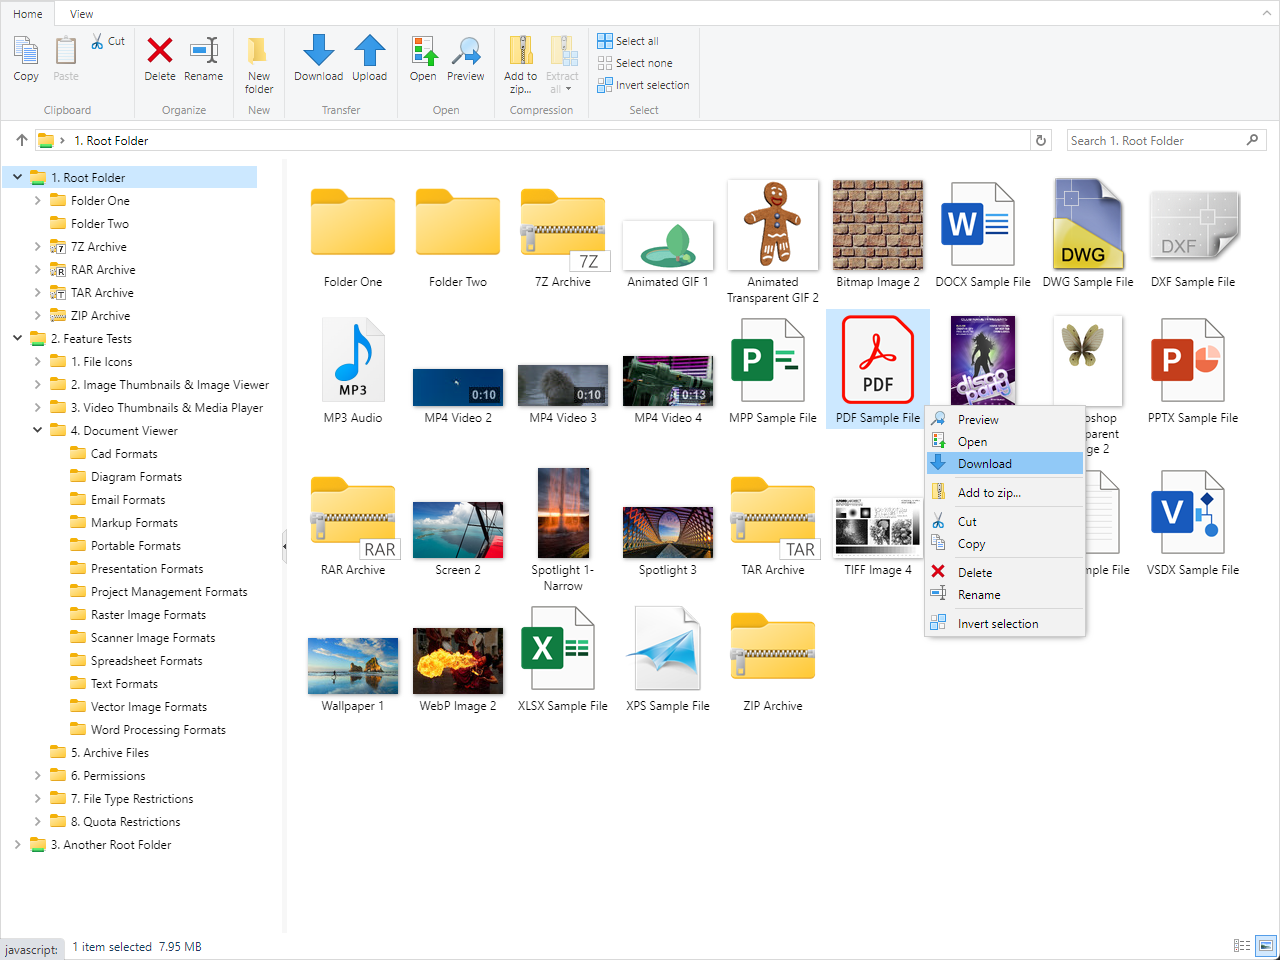 Home View
Copy Paste Cut
Clipboard
Delete Rename
Organize
New
folder
New
Download Upload
Transfer
Open Preview
Open
Add to
zip...
Extract
all
Compression
Select all
Select none
Invert selection
Select
1. Root Folder
Search 1. Root Folder
1. Root Folder
Folder One
Folder Two
7Z Archive
RAR Archive
TAR Archive
ZIP Archive
2. Feature Tests
1. File Icons
2. Image Thumbnails & Image Viewer
3. Video Thumbnails & Media Player
4. Document Viewer
Cad Formats
Diagram Formats
Email Formats
Markup Formats
Portable Formats
Presentation Formats
Project Management Formats
Raster Image Formats
Scanner Image Formats
Spreadsheet Formats
Text Formats
Vector Image Formats
Word Processing Formats
5. Archive Files
6. Permissions
7. File Type Restrictions
8. Quota Restrictions
3. Another Root Folder
7Z
W
DWG
DXF
Folder One
Folder Two
7Z Archive
Animated GIF 1
Animated
Transparent GIF 2
Bitmap Image 2
DOCX Sample File
DWG Sample File
DXF Sample File
MP3
0:10
0:10
0:13
P
PDF
P
MP3 Audio
MP4 Video 2
MP4 Video 3
MP4 Video 4
MPP Sample File
PDF Sample File
PPTX Sample File
Preview
Open
Download
Add to zip...
Cut
Copy
Delete
Rename
Invert selection
RAR
TAR
V
RAR Archive
Screen 2
Spotlight 1-
Narrow
Spotlight 3
TAR Archive
TIFF Image 4
File
VSDX Sample File
X
Wallpaper 1
WebP Image 2
XLSX Sample File
XPS Sample File
ZIP Archive
javascript:
1 item selected 7.95 MB